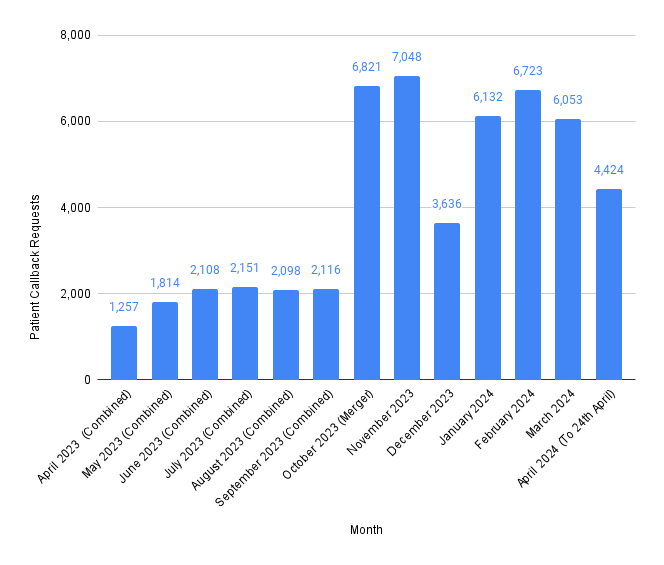 8,000
6,000
4,000
2,000
0
Patient Callback Requests
1,257
1,814
2,108
2,151
2,098
2,116
6,821
7,048
3,636
6,132
6,723
6,053
4,424
April 2023 (Combined)
May 2023 (Combined)
June 2023 (Combined)
July 2023 (Combined)
August 2023 (Combined)
September 2023 (Combined)
October 2023 (Merger)
November 2023
December 2023
January 2024
February 2024
March 2024
April 2024 (To 24th April)
Month